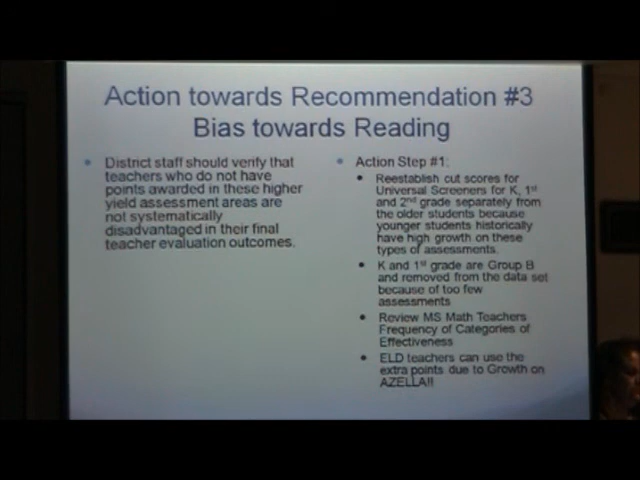 Action towards Recommendation #3
Bias towards Reading
• District staff should verify that
teachers who do not have
points awarded in these higher
yield assessment areas are
not systematically
disadvantaged in their final
teacher evaluation outcomes.
• Action Step #1:
• Reestablish cut scores for
Universal Screeners for K, 1st
and 2nd grade separately from
the older students because
younger students historically
have high growth on these
types of assessments.
• K and 1st grade are Group B
and removed from the data set
because of too few
assessments
• Review MS Math Teachers
Frequency of Categories of
Effectiveness
• ELD teachers can use the
extra points due to Growth on
AZELLA!!